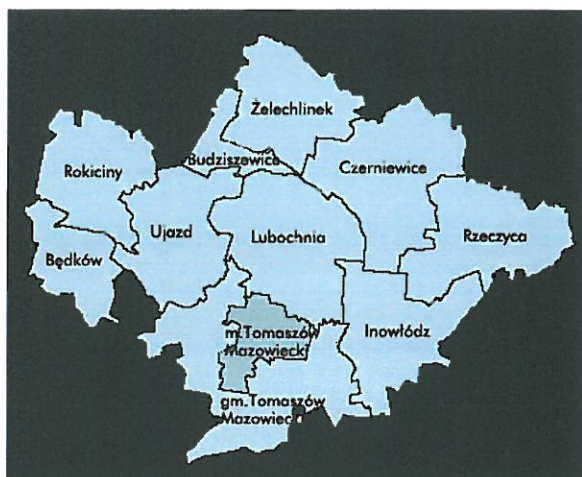 Żelechlinek
Budziszewice
Czerniewice
Rokiciny
Ujazd
Lubochnia
Rzeczyca
Będków
m.Tomaszów
Mazowiecki
Inowłódz
gm.Tomaszów
Mazowiecki